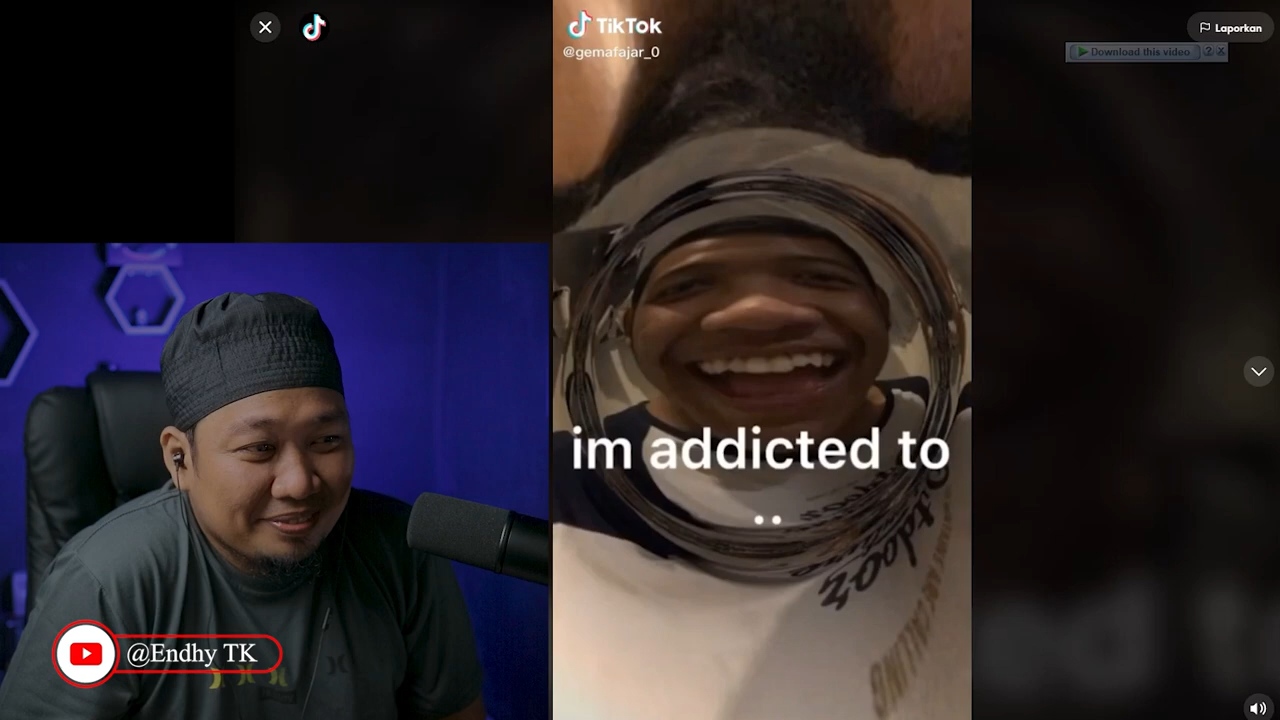 TikTok
@gemafajar_0
Laporkan
Download this video
im addicted to
..
@Endhy TK